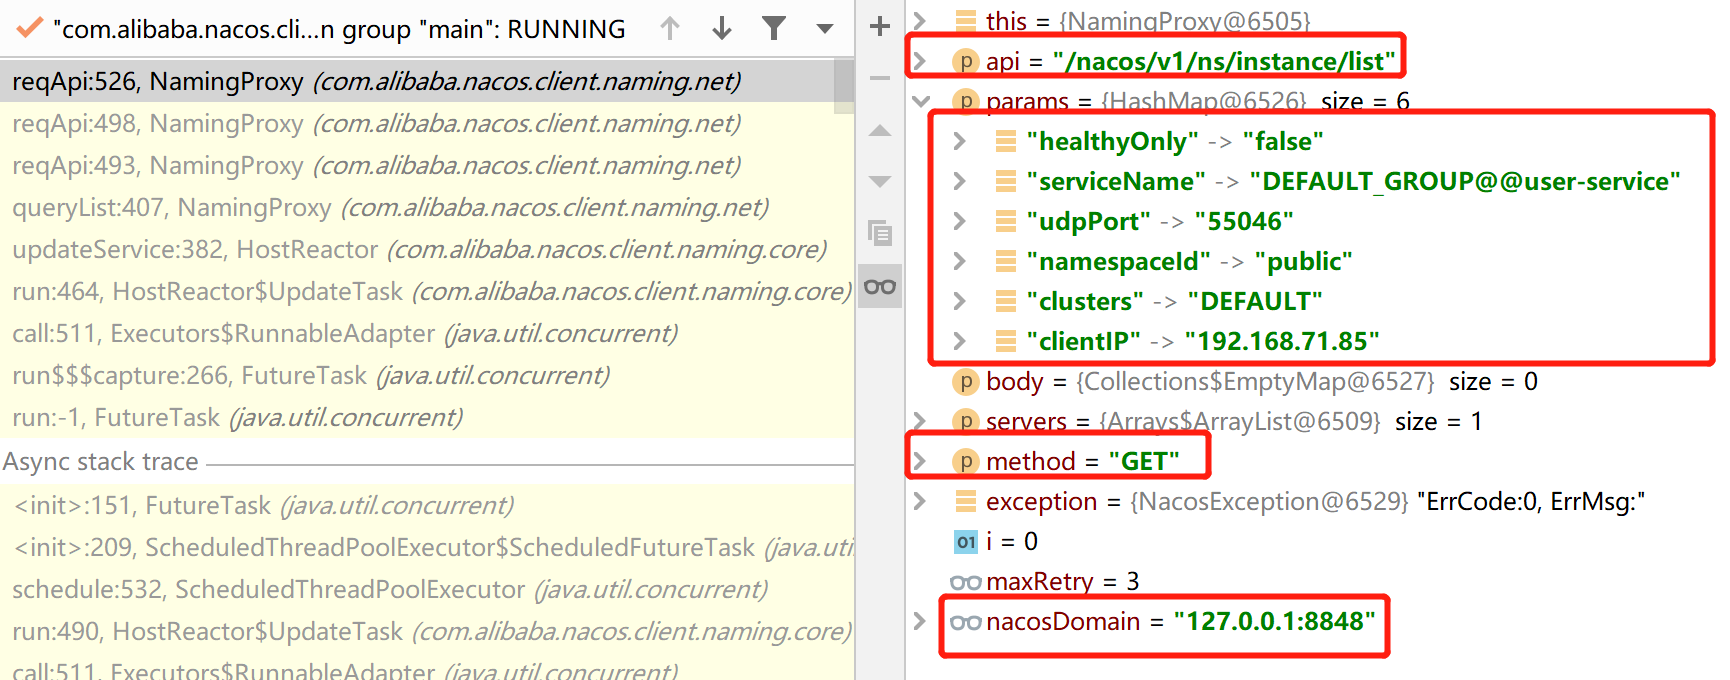 "com.alibaba.nacos.cli...n group "main": RUNNING
reqApi:526, NamingProxy (com.alibaba.nacos.client.naming.net)
reqApi:498, NamingProxy (com.alibaba.nacos.client.naming.net)
reqApi:493, NamingProxy (com.alibaba.nacos.client.naming.net)
queryList:407, NamingProxy (com.alibaba.nacos.client.naming.net)
updateService:382, HostReactor (com.alibaba.nacos.client.naming.core)
run:464, HostReactor$UpdateTask (com.alibaba.nacos.client.naming.core)
call:511, Executors$RunnableAdapter (java.util.concurrent)
run$$$capture:266, FutureTask (java.util.concurrent)
run:-1, FutureTask (java.util.concurrent)
Async stack trace
<init>:151, FutureTask (java.util.concurrent)
<init>:209, ScheduledThreadPoolExecutor$ScheduledFutureTask (java.uti
schedule:532, ScheduledThreadPoolExecutor (java.util.concurrent)
run:490, HostReactor$UpdateTask (com.alibaba.nacos.client.naming.core)
call:511, Executors$RunnableAdapter (java.util.concurrent)
this = {NamingProxy@6505}
p api = "/nacos/v1/ns/instance/list"
p params = {HashMap@6526} size = 6
"healthyOnly" -> "false"
"serviceName" -> "DEFAULT_GROUP@@user-service"
"udpPort" -> "55046"
"namespaceId" -> "public"
"clusters" -> "DEFAULT"
"clientIP" -> "192.168.71.85"
p body = {Collections$EmptyMap@6527} size = 0
p servers = {Arrays$ArrayList@6509} size = 1
p method = "GET"
exception = {NacosException@6529} "ErrCode:0, ErrMsg:"
01 i = 0
maxRetry = 3
nacosDomain = "127.0.0.1:8848"